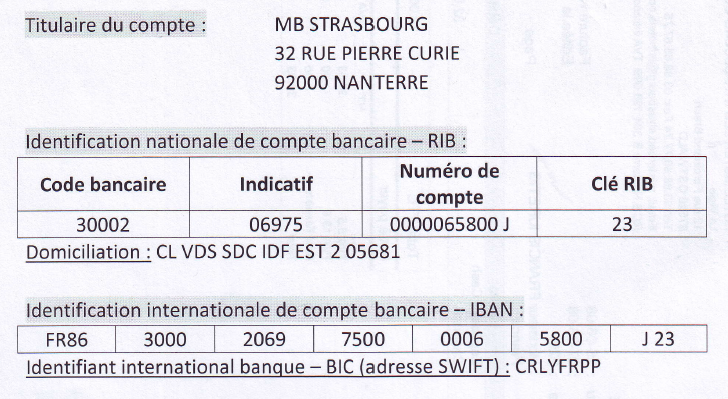 Titulaire du compte : MB STRASBOURG
32 RUE PIERRE CURIE
92000 NANTERRE
Identification nationale de compte bancaire – RIB :
Code bancaire Indicatif Numéro de compte Clé RIB
30002 06975 0000065800 J 23
Domiciliation : CL VDS SDC IDF EST 2 05681
Identification internationale de compte bancaire – IBAN :
FR86 3000 2069 7500 0006 5800 J 23
Identifiant international banque – BIC (adresse SWIFT) : CRLYFRPP